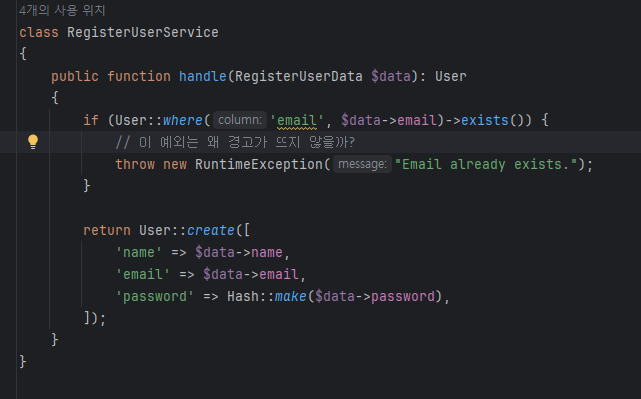 4개의 사용 위치
class RegisterUserService
{
    public function handle(RegisterUserData $data): User
    {
        if (User::where( column: 'email', $data->email)->exists()) {
            // 이 예외는 왜 경고가 뜨지 않을까?
            throw new RuntimeException( message: "Email already exists.");
        }

        return User::create([
            'name' => $data->name,
            'email' => $data->email,
            'password' => Hash::make($data->password),
        ]);
    }
}